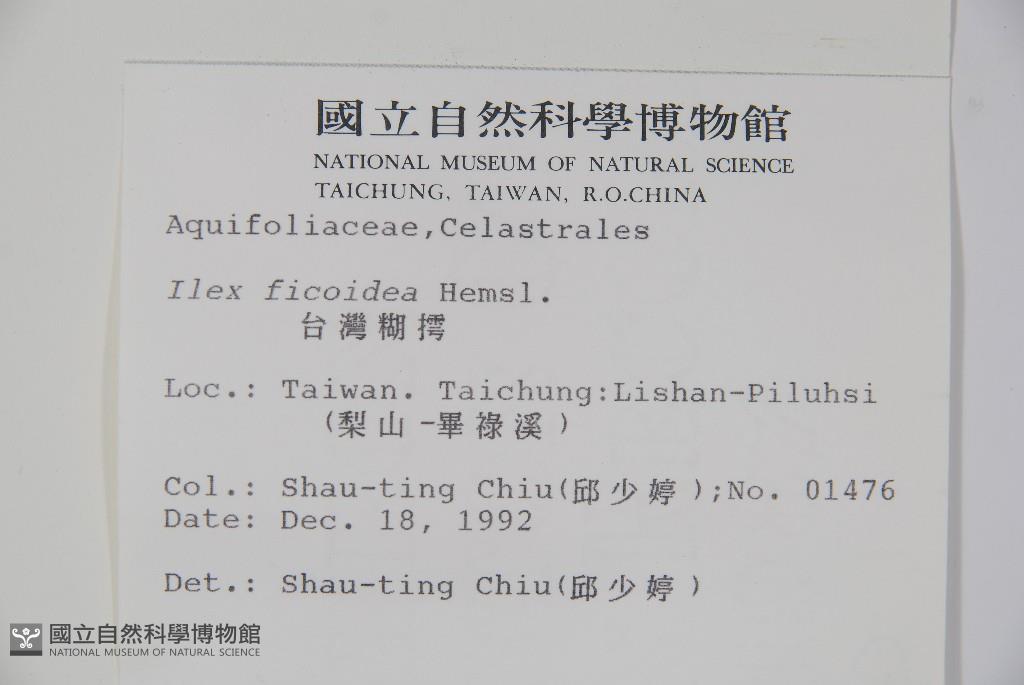 國立自然科學博物館
NATIONAL MUSEUM OF NATURAL SCIENCE
TAICHUNG, TAIWAN, R.O.CHINA
Aquifoliaceae,Celastrales
Ilex ficoidea Hemsl.
台灣糊樗
Loc.: Taiwan. Taichung:Lishan-Piluhsi
(梨山-畢祿溪)
Col.: Shau-ting Chiu(邱少婷);No. 01476
Date: Dec. 18, 1992
Det.: Shau-ting Chiu(邱少婷)
國立自然科學博物館
NATIONAL MUSEUM OF NATURAL SCIENCE